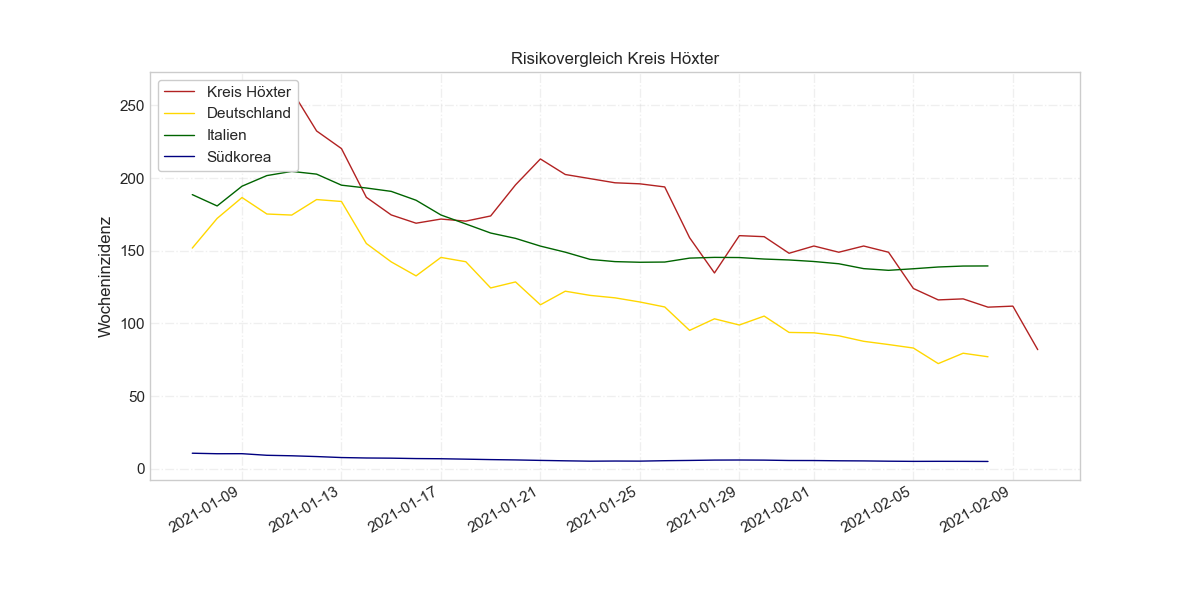 Risikovergleich Kreis Höxter
Kreis Höxter
Deutschland
Italien
Südkorea
Wocheninzidenz
250
200
150
100
50
0
2021-01-09
2021-01-13
2021-01-17
2021-01-21
2021-01-25
2021-01-29
2021-02-01
2021-02-05
2021-02-09